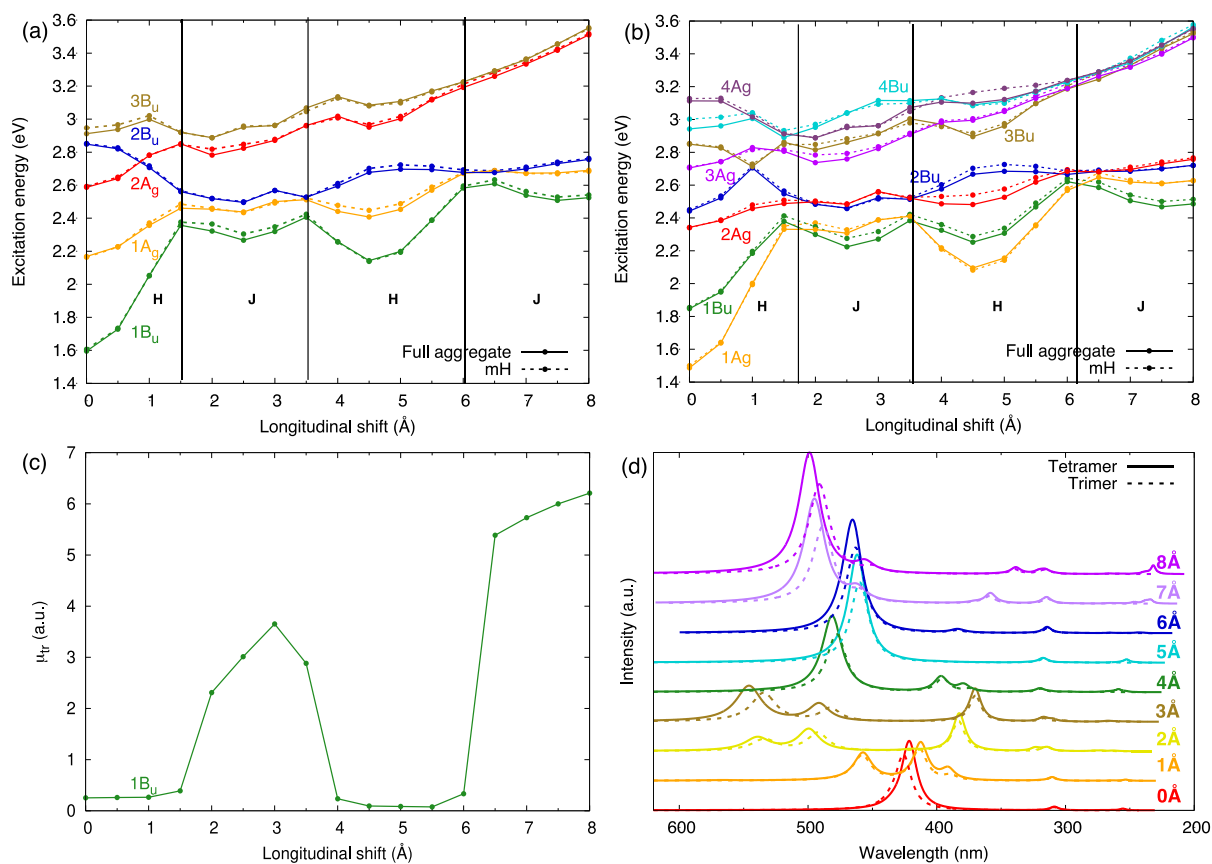 (a)
3.6
3.4
3.2
3
2.8
2.6
2.4
2.2
2
1.8
1.6
1.4
Excitation energy (eV)
3Bu
2Bu
2Ag
1Ag
1Bu
H
J
H
J
Full aggregate
mH
0 1 2 3 4 5 6 7 8
Longitudinal shift (Å)
(b)
3.6
3.4
3.2
3
2.8
2.6
2.4
2.2
2
1.8
1.6
1.4
Excitation energy (eV)
4Ag
4Bu
3Bu
3Ag
2Bu
2Ag
1Bu
1Ag
H
J
H
J
Full aggregate
mH
0 1 2 3 4 5 6 7 8
Longitudinal shift (Å)
(c)
7
6
5
4
3
2
1
0
μtr (a.u.)
1Bu
0 1 2 3 4 5 6 7 8
Longitudinal shift (Å)
(d)
Tetramer
Trimer
Intensity (a.u.)
8Å
7Å
6Å
5Å
4Å
3Å
2Å
1Å
0Å
600 500 400 300 200
Wavelength (nm)